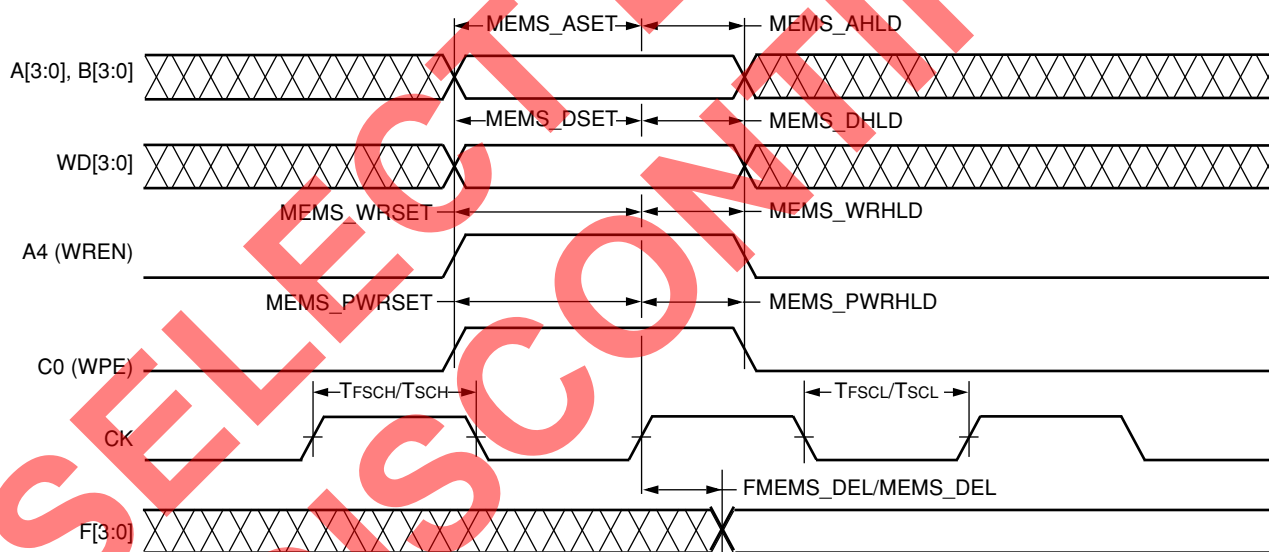 MEMS_ASET MEMS_AHLD
A[3:0], B[3:0]
MEMS_DSET MEMS_DHLD
WD[3:0]
MEMS_WRSET MEMS_WRHLD
A4 (WREN)
MEMS_PWRSET MEMS_PWRHLD
C0 (WPE)
TFSCH/TSCH TFSCL/TSCL
CK
FMEMS_DEL/MEMS_DEL
F[3:0]
SELECT
DISCONTI